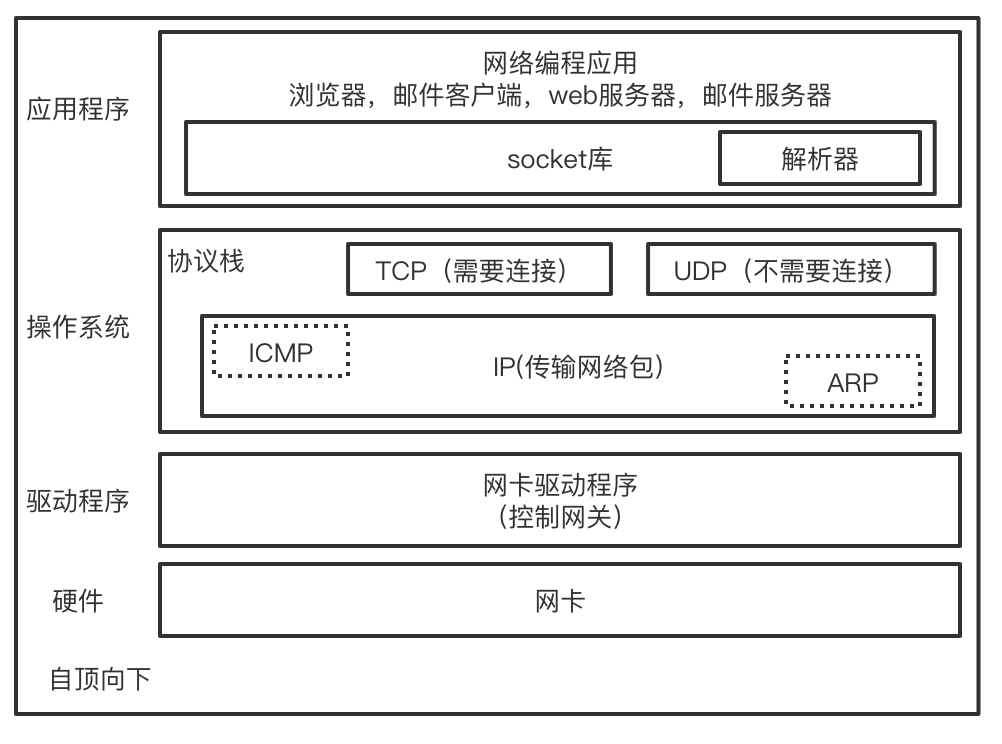 应用程序
网络编程应用
浏览器，邮件客户端，web服务器，邮件服务器
socket库
解析器
操作系统
协议栈
TCP（需要连接）
UDP（不需要连接）
ICMP
IP(传输网络包)
ARP
驱动程序
网卡驱动程序
（控制网关）
硬件
网卡
自顶向下